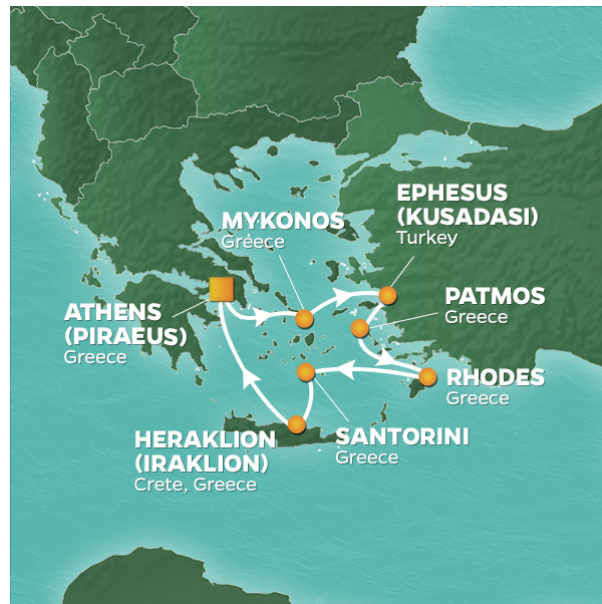 MYKONOS
Greece
EPHESUS
(KUSADASI)
Turkey
ATHENS
(PIRAEUS)
Greece
PATMOS
Greece
RHODES
Greece
HERAKLION
(IRAKLION)
Crete, Greece
SANTORINI
Greece